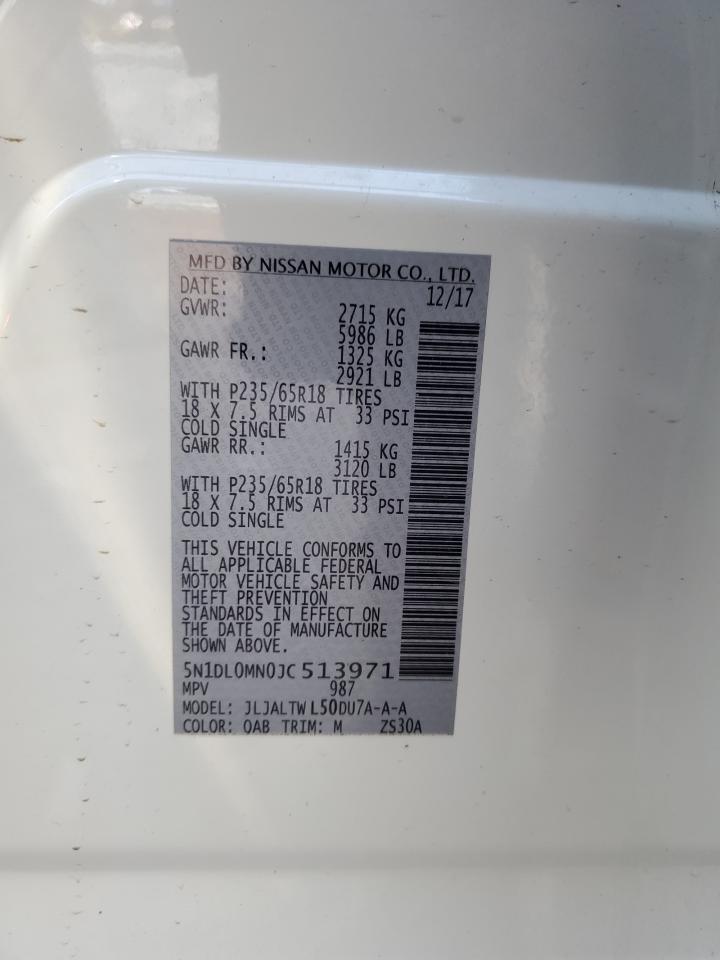 MFD BY NISSAN MOTOR CO., LTD.
DATE: 12/17
GVWR: 2715 KG
5986 LB
GAWR FR.: 1325 KG
2921 LB
WITH P235/65R18 TIRES
18 X 7.5 RIMS AT 33 PSI
COLD SINGLE
GAWR RR.: 1415 KG
3120 LB
WITH P235/65R18 TIRES
18 X 7.5 RIMS AT 33 PSI
COLD SINGLE
THIS VEHICLE CONFORMS TO
ALL APPLICABLE FEDERAL
MOTOR VEHICLE SAFETY AND
THEFT PREVENTION
STANDARDS IN EFFECT ON
THE DATE OF MANUFACTURE
SHOWN ABOVE.
5N1DL0MN0JC513971
MPV 987
MODEL: JLJALTWL50DU7A-A-A
COLOR: QAB TRIM: M ZS30A